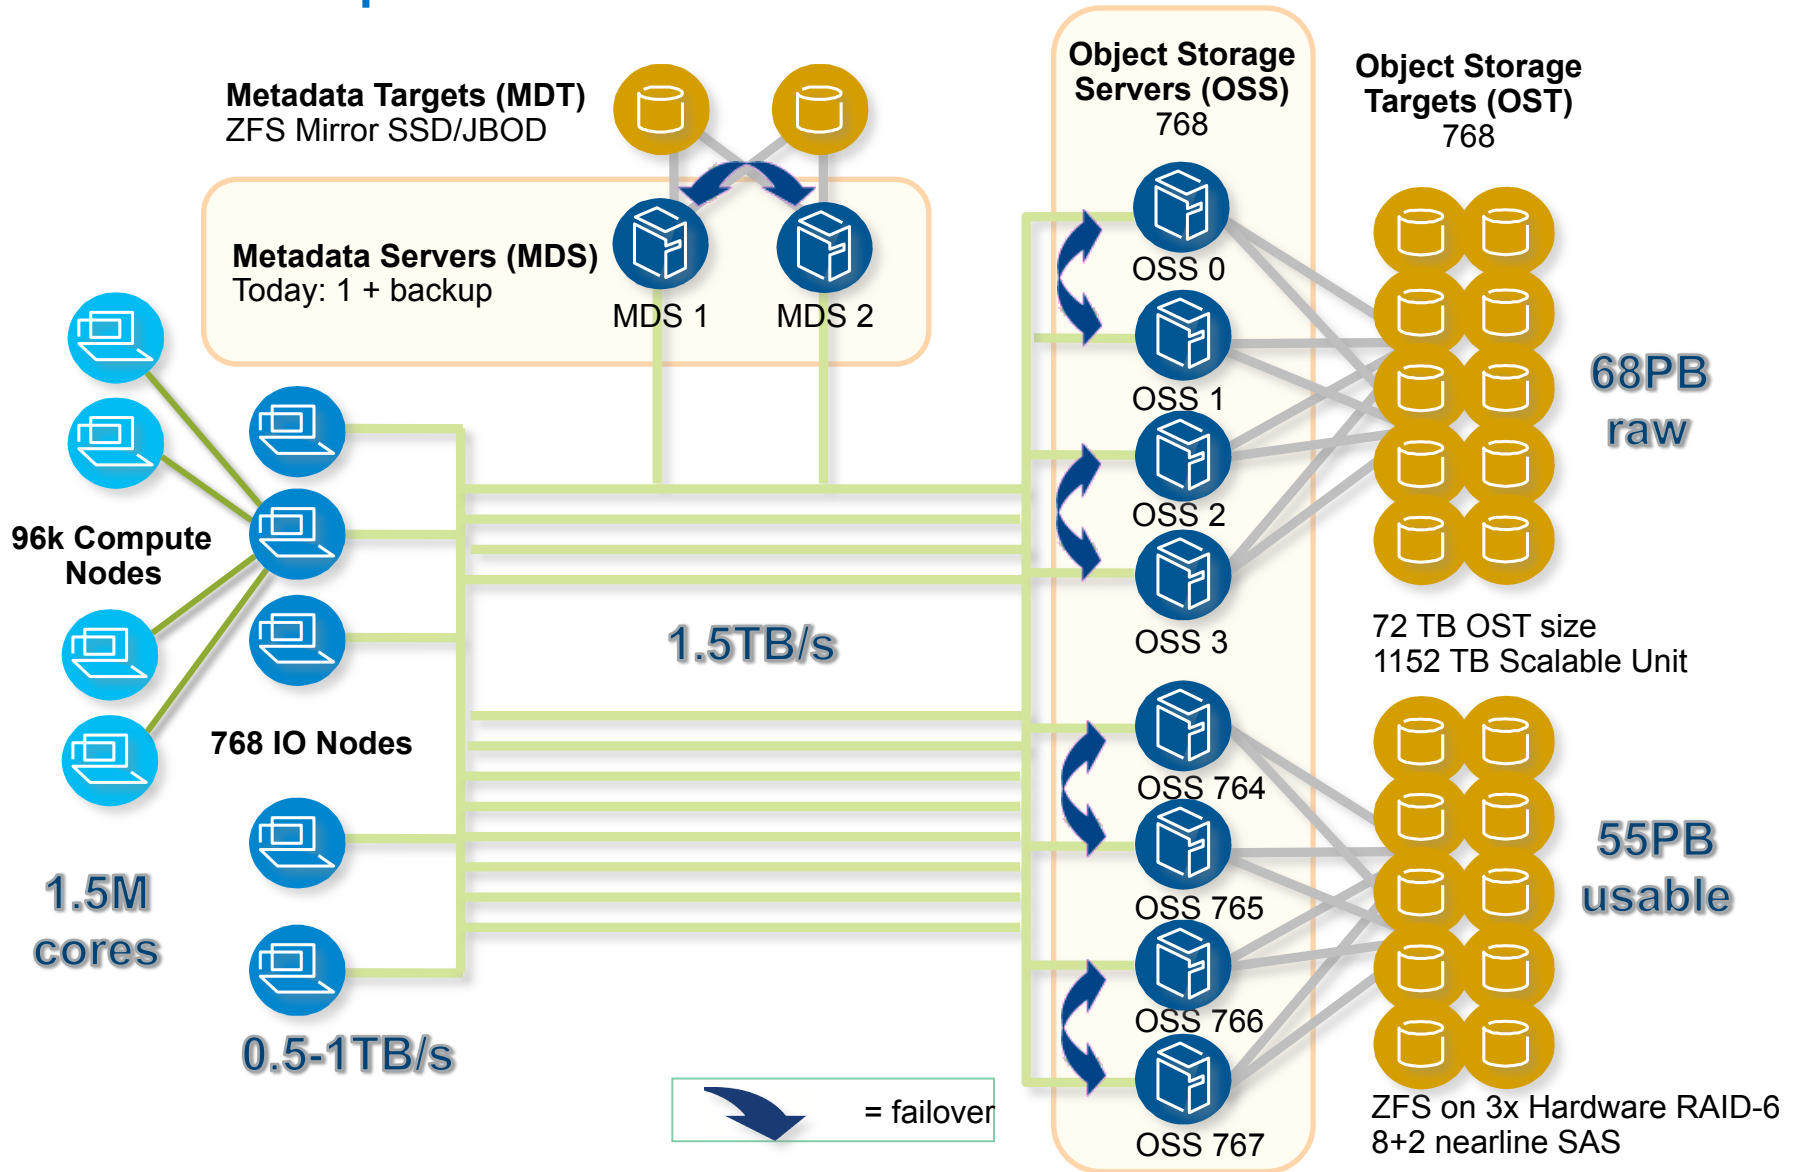 Metadata Targets (MDT)
ZFS Mirror SSD/JBOD
Metadata Servers (MDS)
Today: 1 + backup
MDS 1
MDS 2
96k Compute
Nodes
768 IO Nodes
1.5M
cores
0.5-1TB/s
1.5TB/s
= failover
Object Storage
Servers (OSS)
768
OSS 0
OSS 1
OSS 2
OSS 3
OSS 764
OSS 765
OSS 766
OSS 767
Object Storage
Targets (OST)
768
68PB
raw
72 TB OST size
1152 TB Scalable Unit
55PB
usable
ZFS on 3x Hardware RAID-6
8+2 nearline SAS